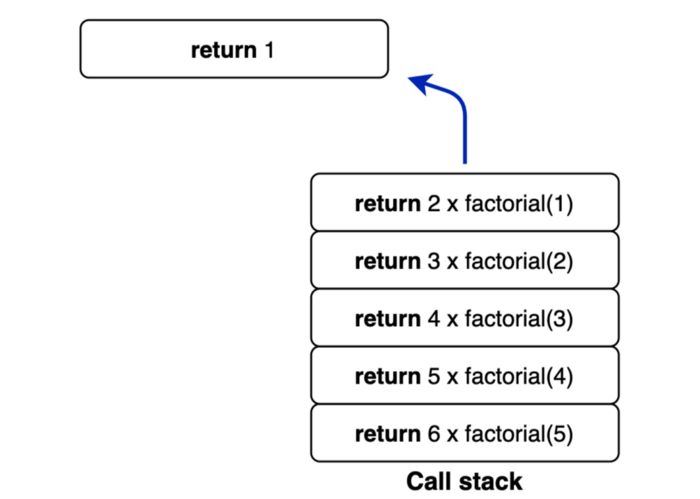 return 1
return 2 x factorial(1)
return 3 x factorial(2)
return 4 x factorial(3)
return 5 x factorial(4)
return 6 x factorial(5)
Call stack